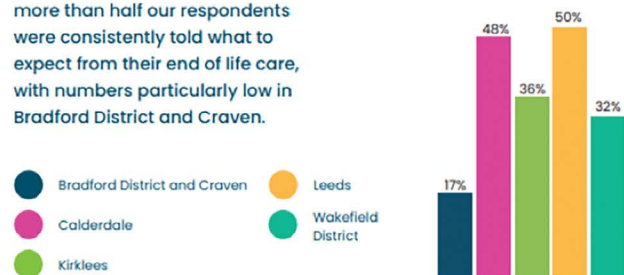 more than half our respondents
were consistently told what to
expect from their end of life care,
with numbers particularly low in
Bradford District and Craven.
Bradford District and Craven
Leeds
Calderdale
Wakefield
District
Kirklees
17%
48%
36%
50%
32%